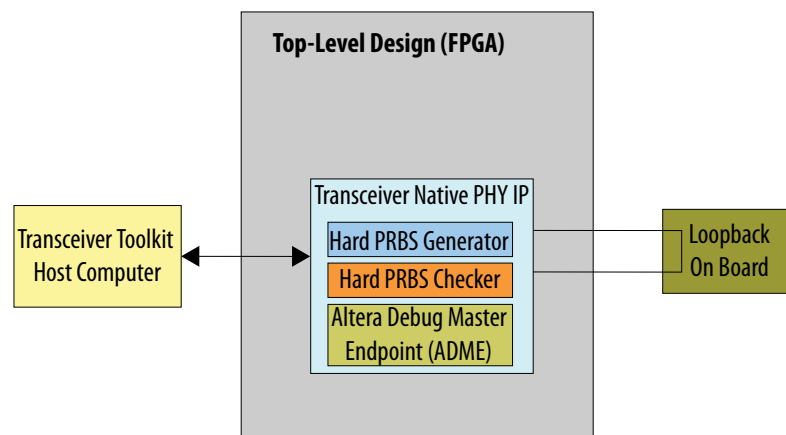 Top-Level Design (FPGA)
Transceiver Native PHY IP
Hard PRBS Generator
Hard PRBS Checker
Altera Debug Master
Endpoint (ADME)
Transceiver Toolkit
Host Computer
Loopback
On Board